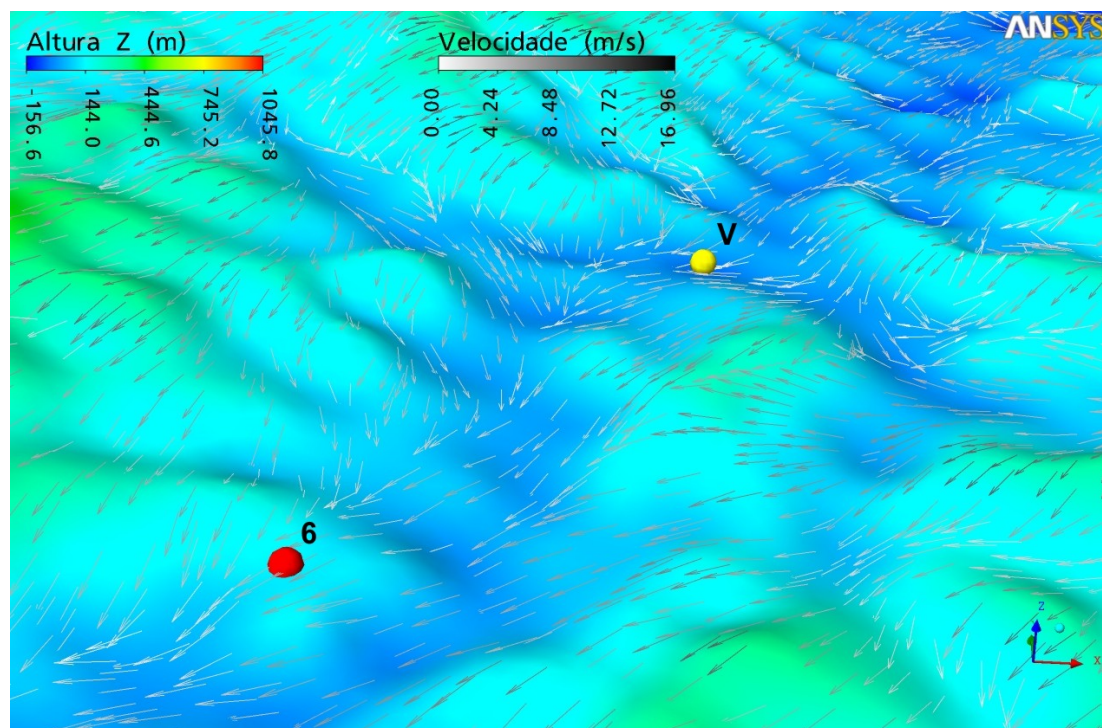 Altura Z (m)
-156.6
144.0
444.6
745.2
1045.8
Velocidade (m/s)
0.00
4.24
8.48
12.72
16.96
ANSYS
V
6
Z
X